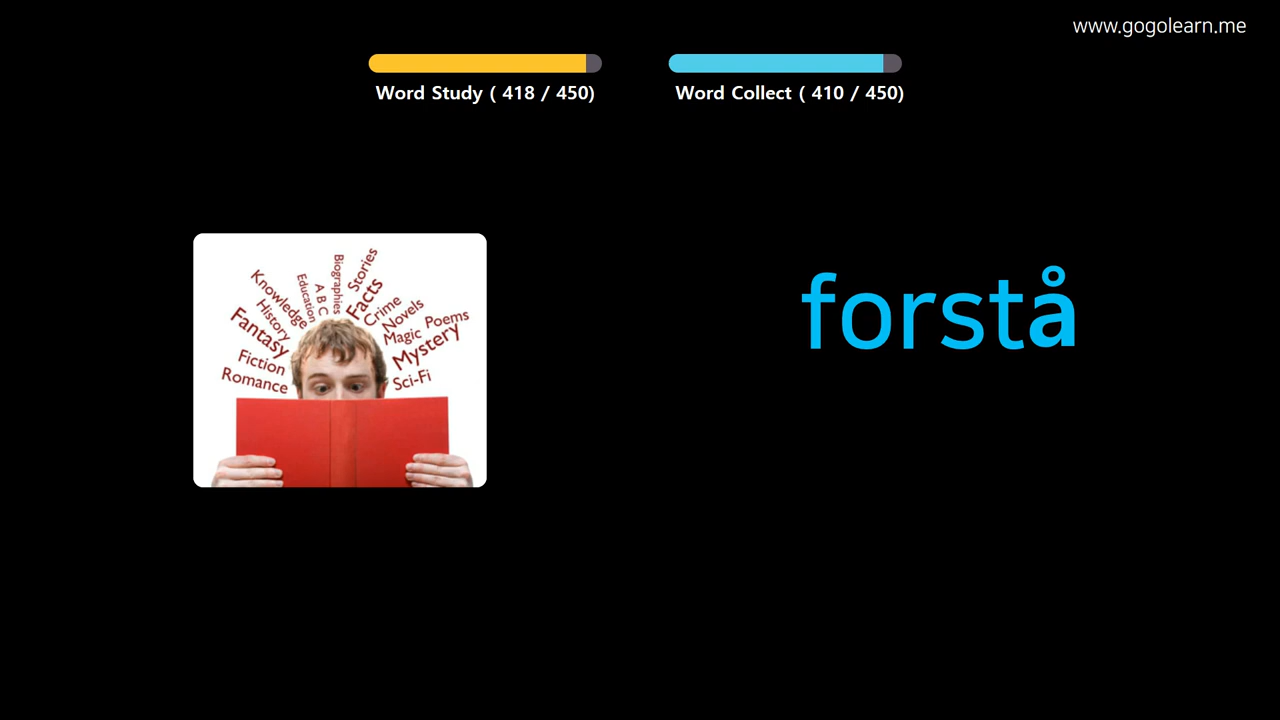 www.gogolearn.me
Word Study ( 418 / 450)
Word Collect ( 410 / 450)
forstå
Knowledge
History
Fantasy
Fiction
Romance
Education
A B C
Biographies
Stories
Facts
Crime
Novels
Magic
Poems
Mystery
Sci-Fi